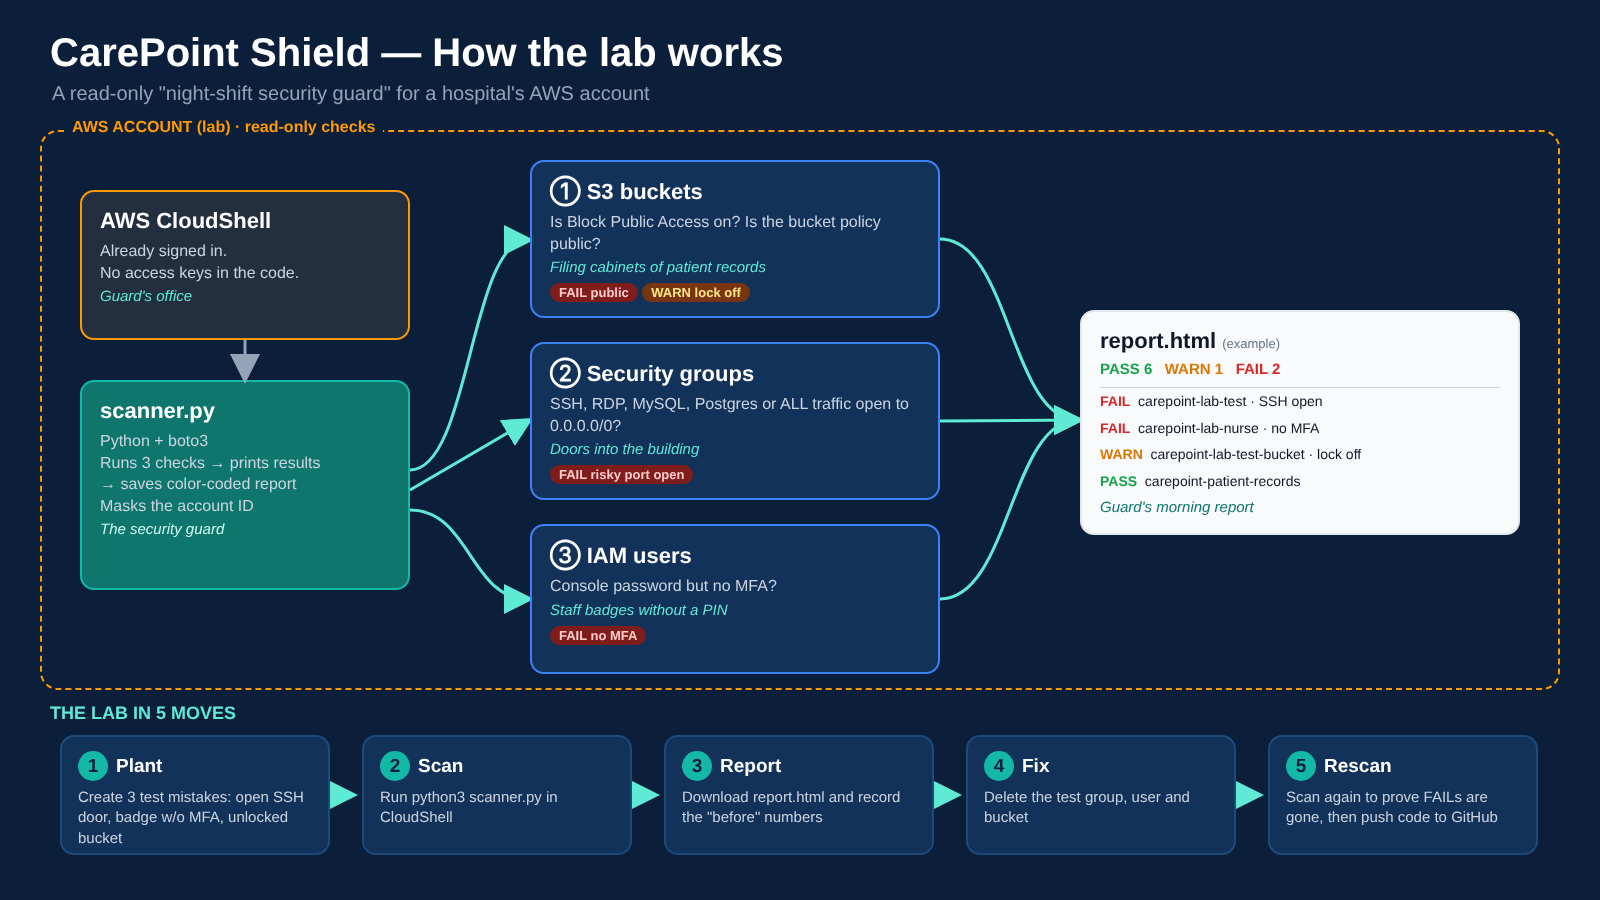 CarePoint Shield — How the lab works
A read-only "night-shift security guard" for a hospital's AWS account
AWS ACCOUNT (lab) · read-only checks
AWS CloudShell
Already signed in.
No access keys in the code.
Guard's office
scanner.py
Python + boto3
Runs 3 checks → prints results
→ saves color-coded report
Masks the account ID
The security guard
① S3 buckets
Is Block Public Access on? Is the bucket policy
public?
Filing cabinets of patient records
FAIL public WARN lock off
② Security groups
SSH, RDP, MySQL, Postgres or ALL traffic open to
0.0.0.0/0?
Doors into the building
FAIL risky port open
③ IAM users
Console password but no MFA?
Staff badges without a PIN
FAIL no MFA
report.html (example)
PASS 6 WARN 1 FAIL 2
FAIL carepoint-lab-test · SSH open
FAIL carepoint-lab-nurse · no MFA
WARN carepoint-lab-test-bucket · lock off
PASS carepoint-patient-records
Guard's morning report
THE LAB IN 5 MOVES
1 Plant
Create 3 test mistakes: open SSH
door, badge w/o MFA, unlocked
bucket
2 Scan
Run python3 scanner.py in
CloudShell
3 Report
Download report.html and record
the "before" numbers
4 Fix
Delete the test group, user and
bucket
5 Rescan
Scan again to prove FAILs are
gone, then push code to GitHub